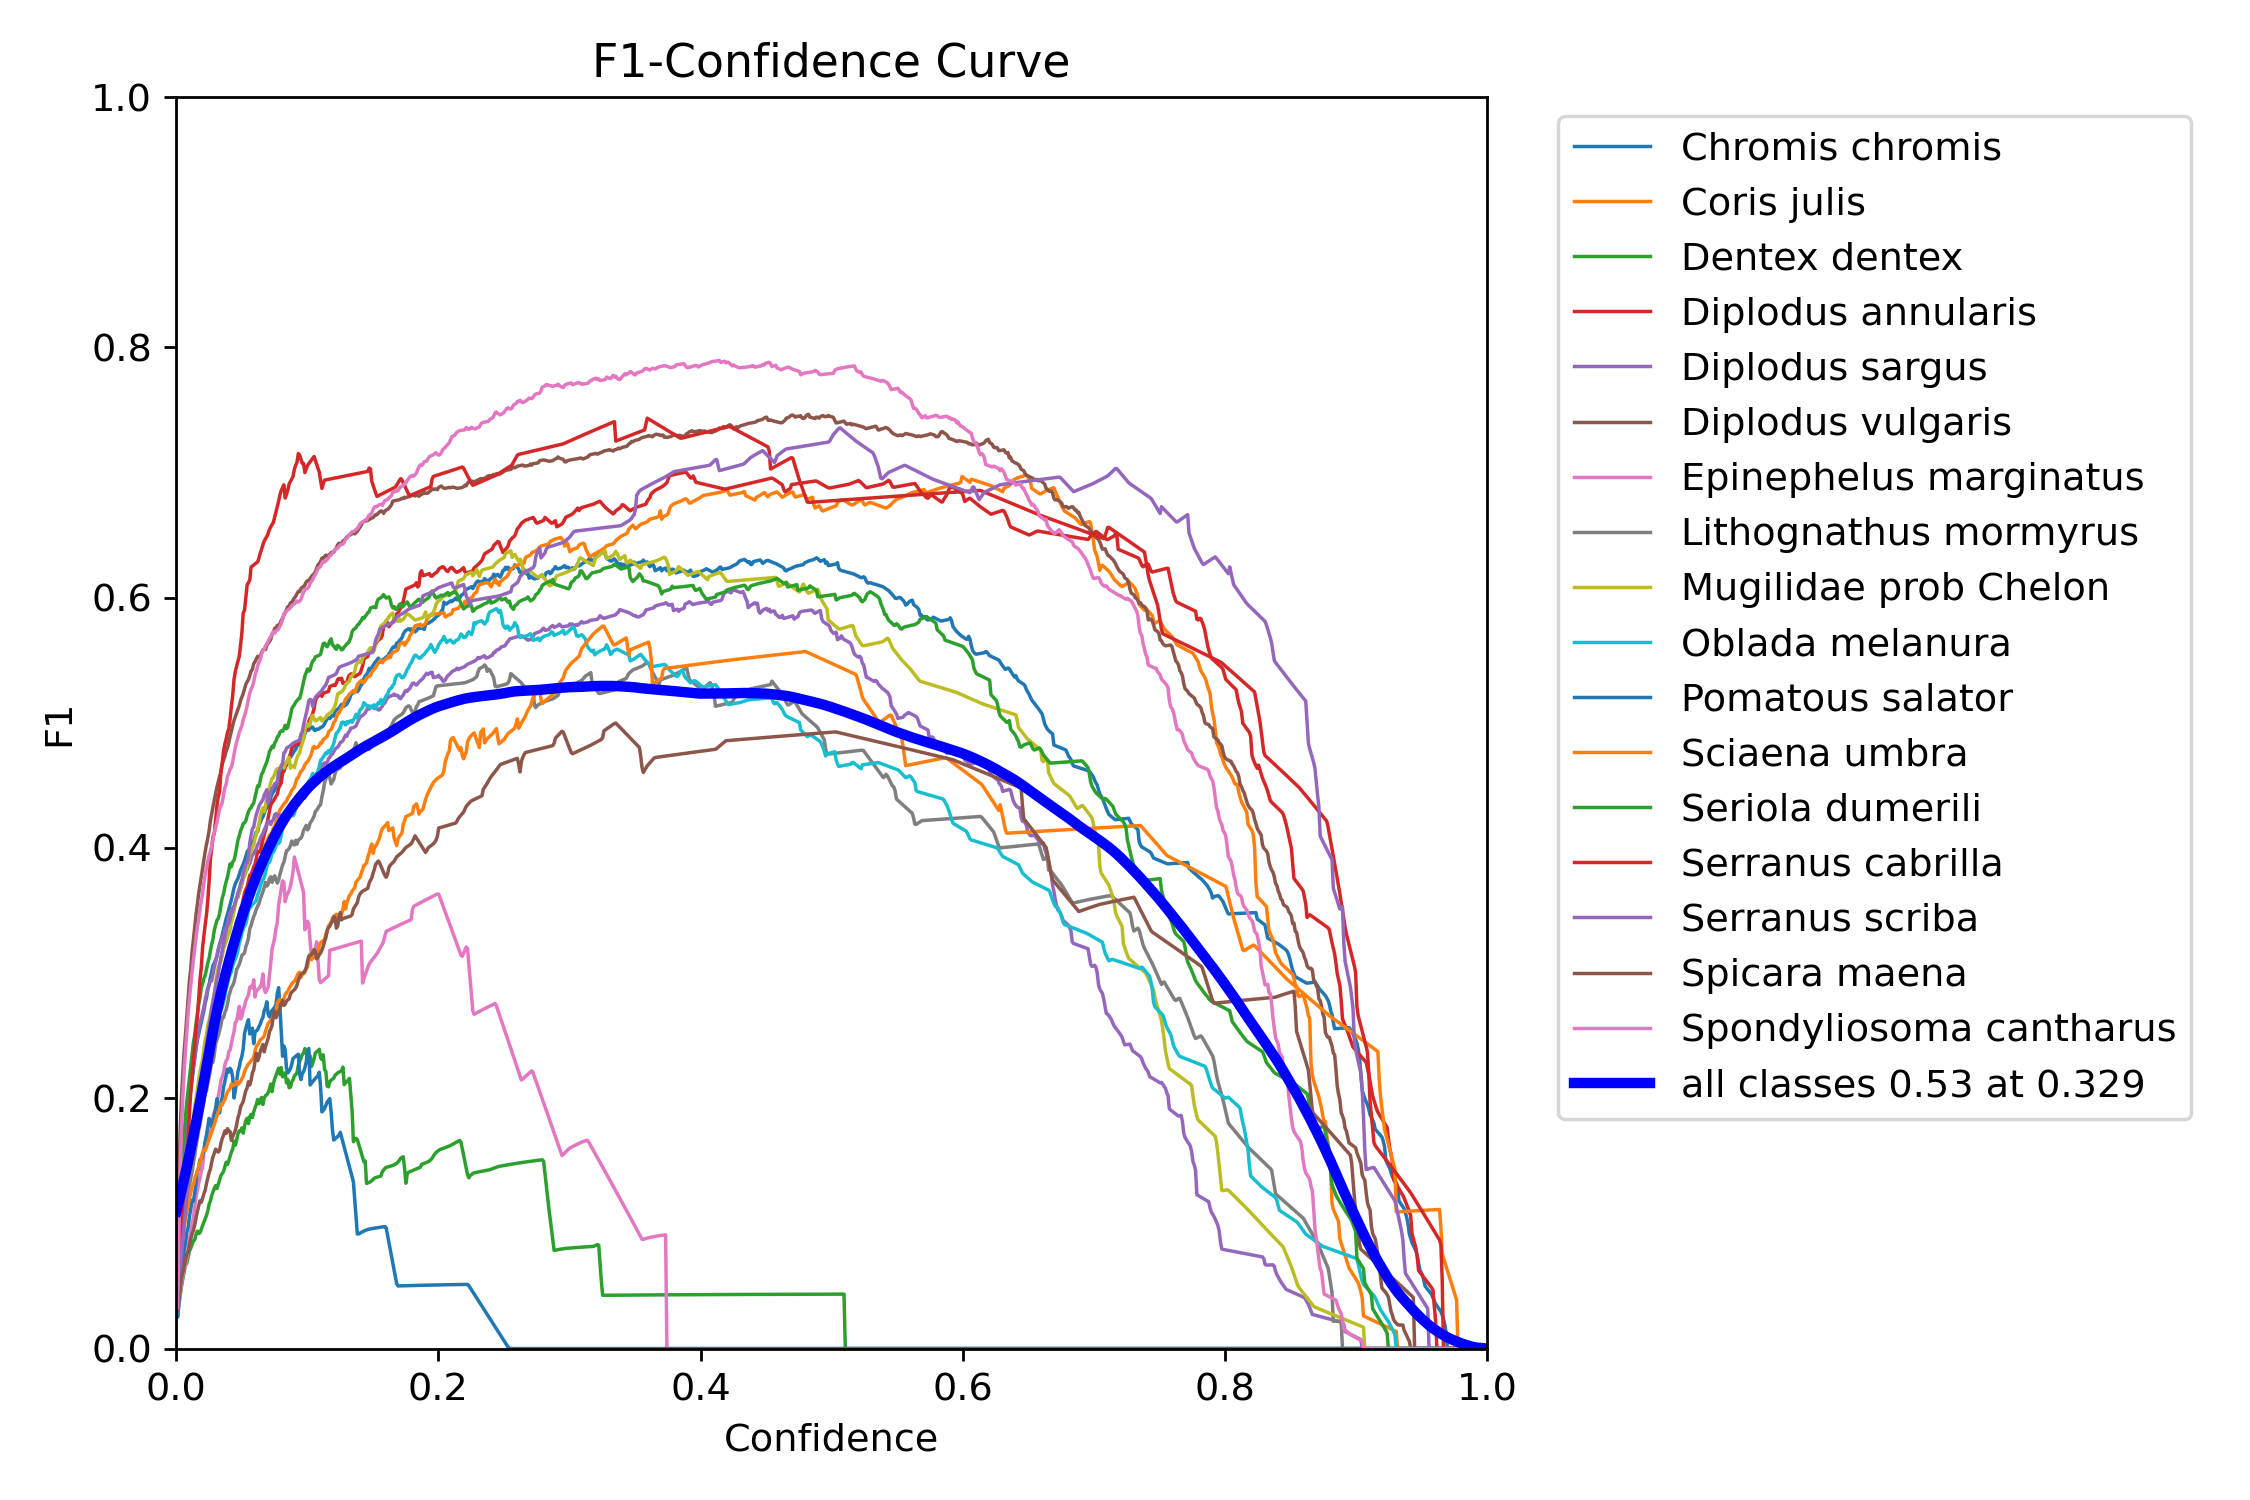 F1-Confidence Curve
1.0
0.8
0.6
0.4
0.2
0.0
F1
0.0 0.2 0.4 0.6 0.8 1.0
Confidence
Chromis chromis
Coris julis
Dentex dentex
Diplodus annularis
Diplodus sargus
Diplodus vulgaris
Epinephelus marginatus
Lithognathus mormyrus
Mugilidae prob Chelon
Oblada melanura
Pomatous salator
Sciaena umbra
Seriola dumerili
Serranus cabrilla
Serranus scriba
Spicara maena
Spondyliosoma cantharus
all classes 0.53 at 0.329